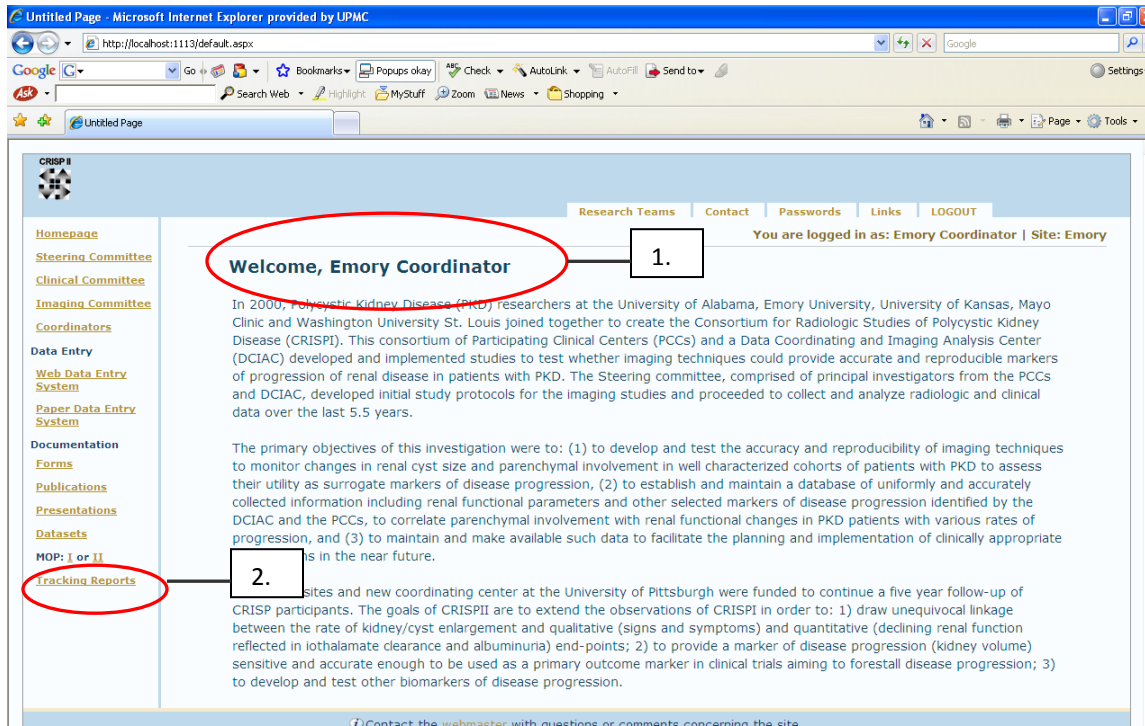 Untitled Page - Microsoft Internet Explorer provided by UPMC
http://localhost:1113/default.aspx
Google
Google G Go Bookmarks Popups okay ABC Check AutoLink AutoFill Send to Settings
ASK Search Web Highlight MyStuff Zoom News Shopping
Untitled Page Page Tools
CRISP II
Research Teams Contact Passwords Links LOGOUT
You are logged in as: Emory Coordinator | Site: Emory
Homepage
Steering Committee
Clinical Committee
Imaging Committee
Coordinators
Data Entry
Web Data Entry
System
Paper Data Entry
System
Documentation
Forms
Publications
Presentations
Datasets
MOP: I or II
Tracking Reports
Welcome, Emory Coordinator
1.
In 2000, Polycystic Kidney Disease (PKD) researchers at the University of Alabama, Emory University, University of Kansas, Mayo
Clinic and Washington University St. Louis joined together to create the Consortium for Radiologic Studies of Polycystic Kidney
Disease (CRISPI). This consortium of Participating Clinical Centers (PCCs) and a Data Coordinating and Imaging Analysis Center
(DCIAC) developed and implemented studies to test whether imaging techniques could provide accurate and reproducible markers
of progression of renal disease in patients with PKD. The Steering committee, comprised of principal investigators from the PCCs
and DCIAC, developed initial study protocols for the imaging studies and proceeded to collect and analyze radiologic and clinical
data over the last 5.5 years.
The primary objectives of this investigation were to: (1) to develop and test the accuracy and reproducibility of imaging techniques
to monitor changes in renal cyst size and parenchymal involvement in well characterized cohorts of patients with PKD to assess
their utility as surrogate markers of disease progression, (2) to establish and maintain a database of uniformly and accurately
collected information including renal functional parameters and other selected markers of disease progression identified by the
DCIAC and the PCCs, to correlate parenchymal involvement with renal functional changes in PKD patients with various rates of
progression, and (3) to maintain and make available such data to facilitate the planning and implementation of clinically appropriate
in the near future.
2.
sites and new coordinating center at the University of Pittsburgh were funded to continue a five year follow-up of
CRISP participants. The goals of CRISPII are to extend the observations of CRISPI in order to: 1) draw unequivocal linkage
between the rate of kidney/cyst enlargement and qualitative (signs and symptoms) and quantitative (declining renal function
reflected in iothalamate clearance and albuminuria) end-points; 2) to provide a marker of disease progression (kidney volume)
sensitive and accurate enough to be used as a primary outcome marker in clinical trials aiming to forestall disease progression; 3)
to develop and test other biomarkers of disease progression.
Contact the webmaster with questions or comments concerning the site.